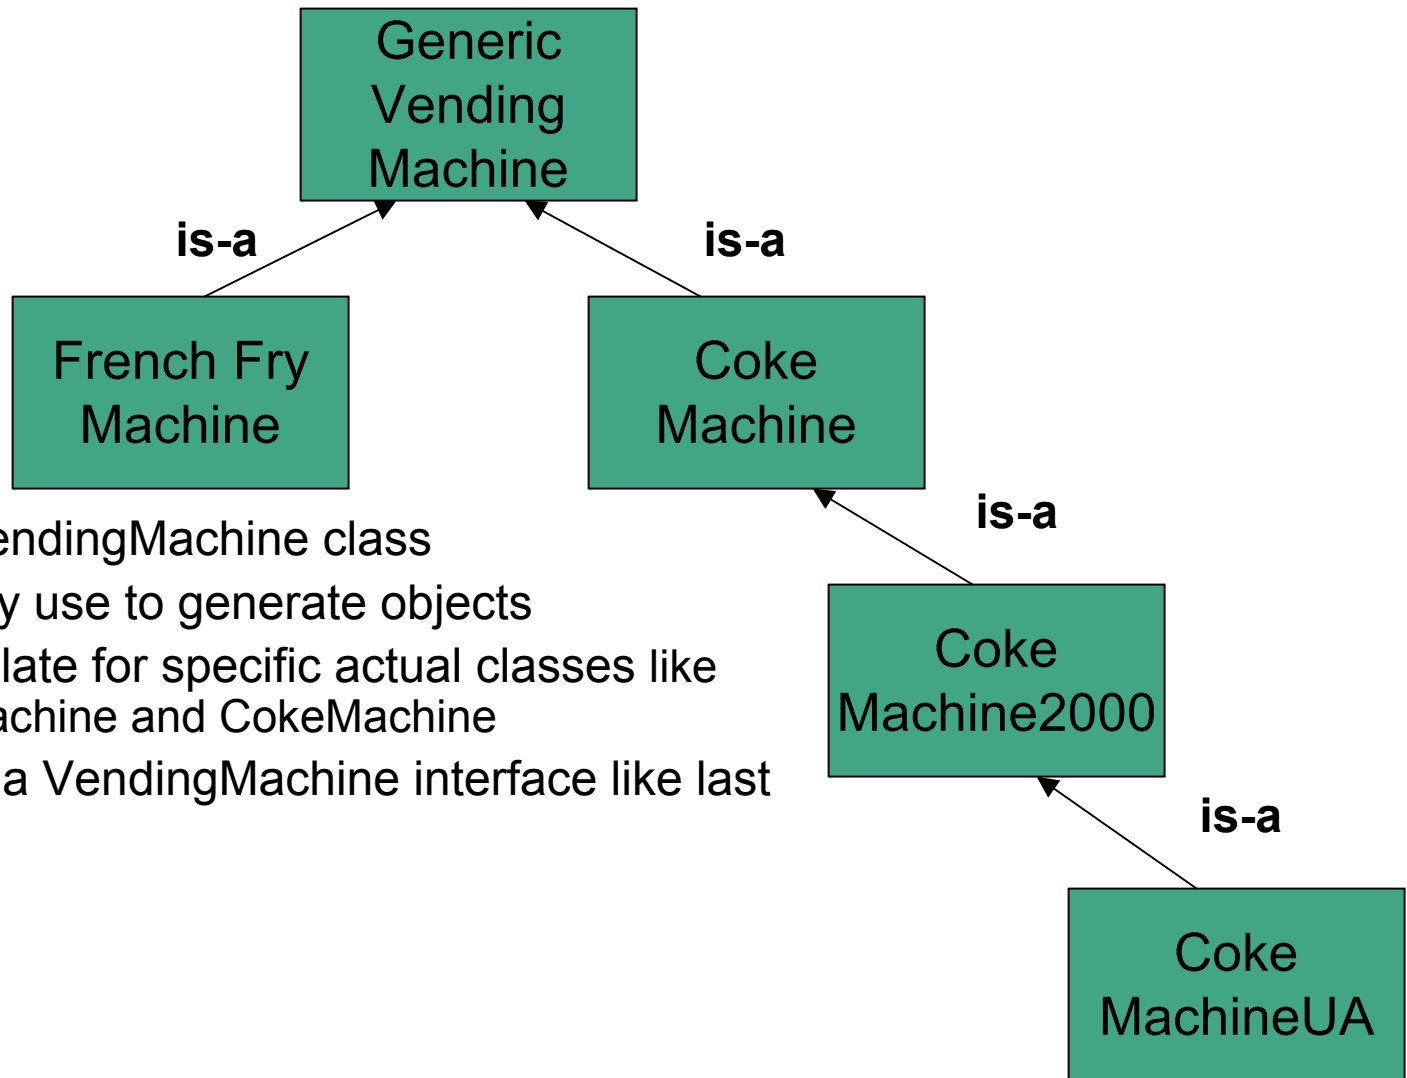 Generic
Vending
Machine
is-a
is-a
French Fry
Machine
Coke
Machine
is-a
endingMachine class
y use to generate objects
late for specific actual classes like
achine and CokeMachine
a VendingMachine interface like last
Coke
Machine2000
is-a
Coke
MachineUA